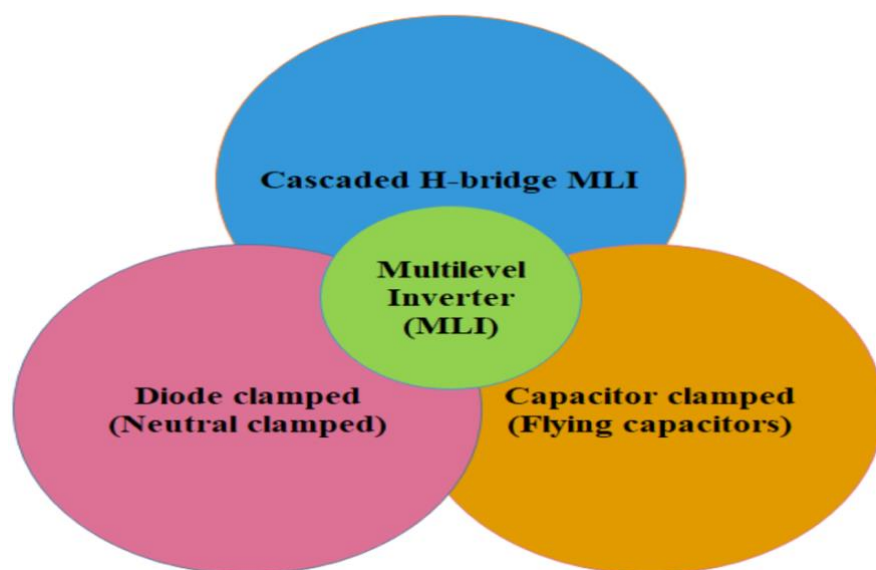 Cascaded H-bridge MLI
Multilevel
Inverter
(MLI)
Diode clamped
(Neutral clamped)
Capacitor clamped
(Flying capacitors)